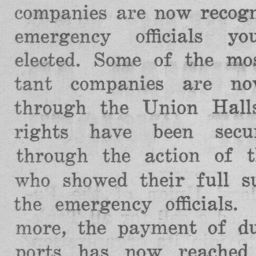 companies are now recogn
emergency officials you
elected. Some of the mos
tant companies are nov
through the Union Halls
rights have been secu
through the action of t
who showed their full su
the emergency officials.
more, the payment of du
ports has now reached